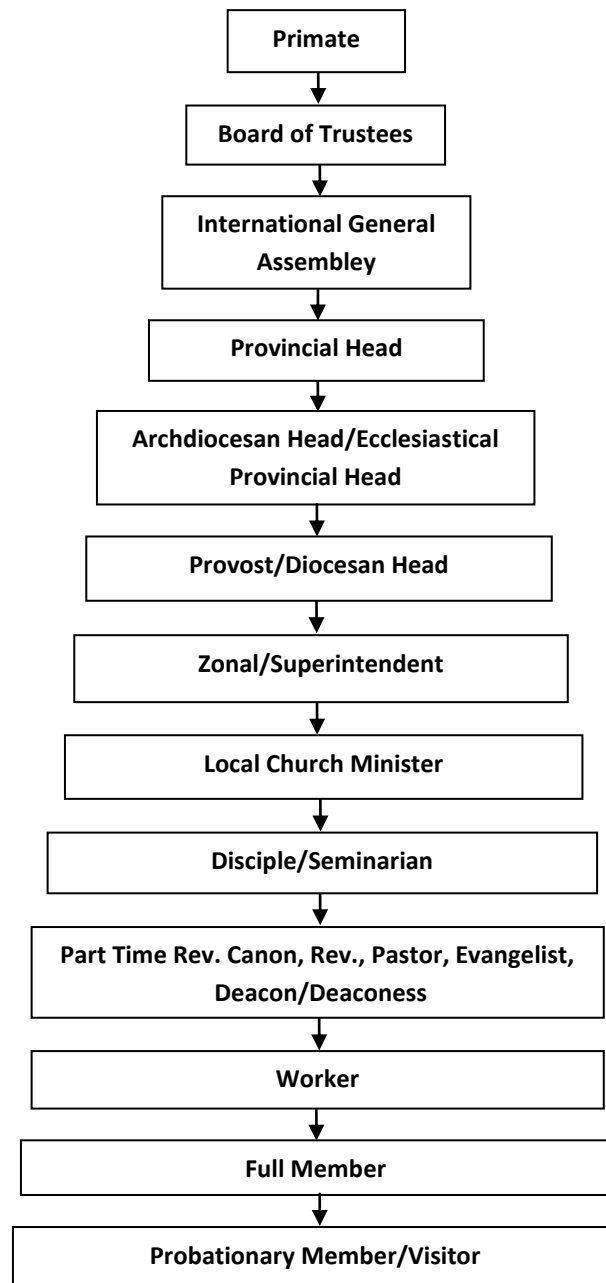 Primate
Board of Trustees
International General
Assembley
Provincial Head
Archdiocesan Head/Ecclesiastical
Provincial Head
Provost/Diocesan Head
Zonal/Superintendent
Local Church Minister
Disciple/Seminarian
Part Time Rev. Canon, Rev., Pastor, Evangelist,
Deacon/Deaconess
Worker
Full Member
Probationary Member/Visitor